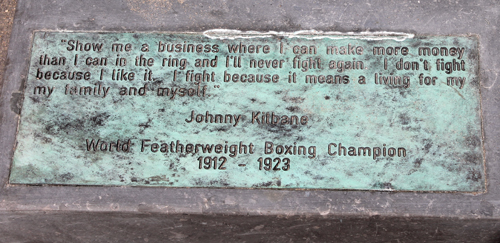 "Show me a business where I can make more money
than I can in the ring and I'll never fight again. I don't fight
because I like it. I fight because it means a living for my
my family and myself."
Johnny Kilbane
World Featherweight Boxing Champion
1912 - 1923